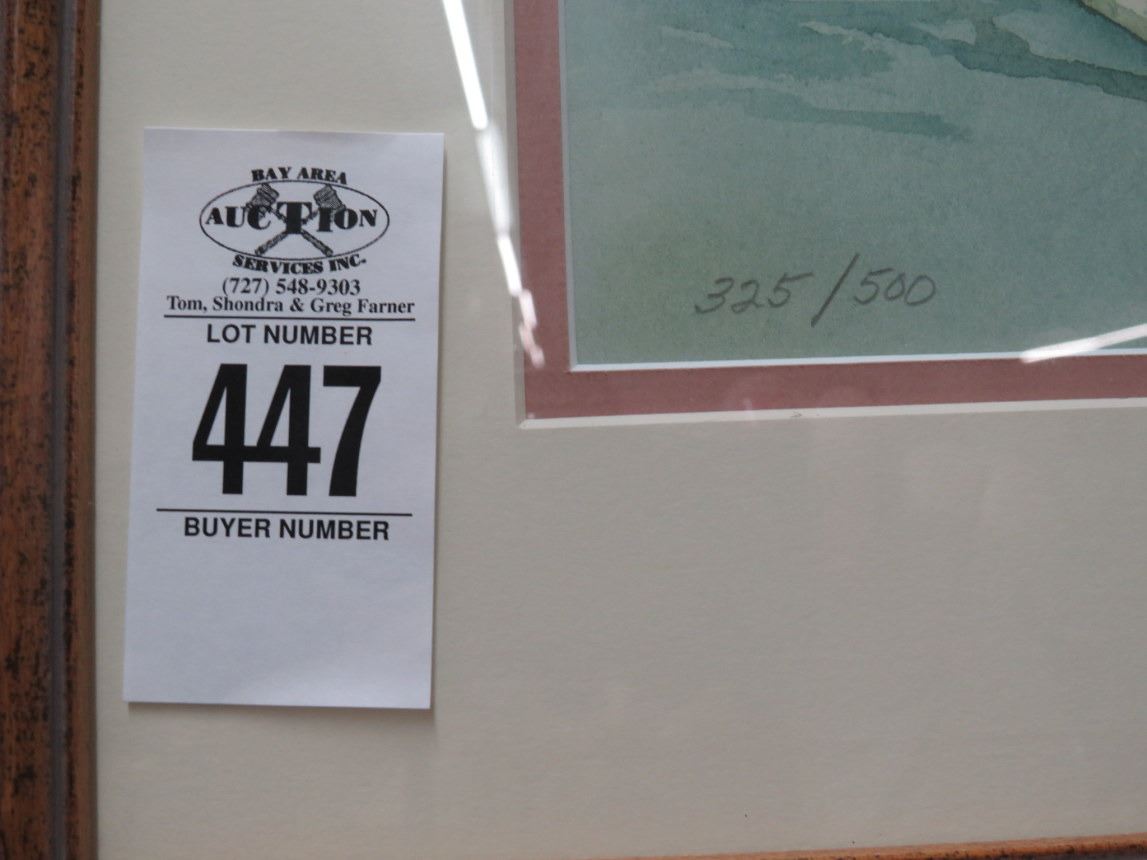 BAY AREA
AUCTION
SERVICES INC.
(727) 548-9303
Tom, Shondra & Greg Farner
LOT NUMBER
447
BUYER NUMBER
325/500